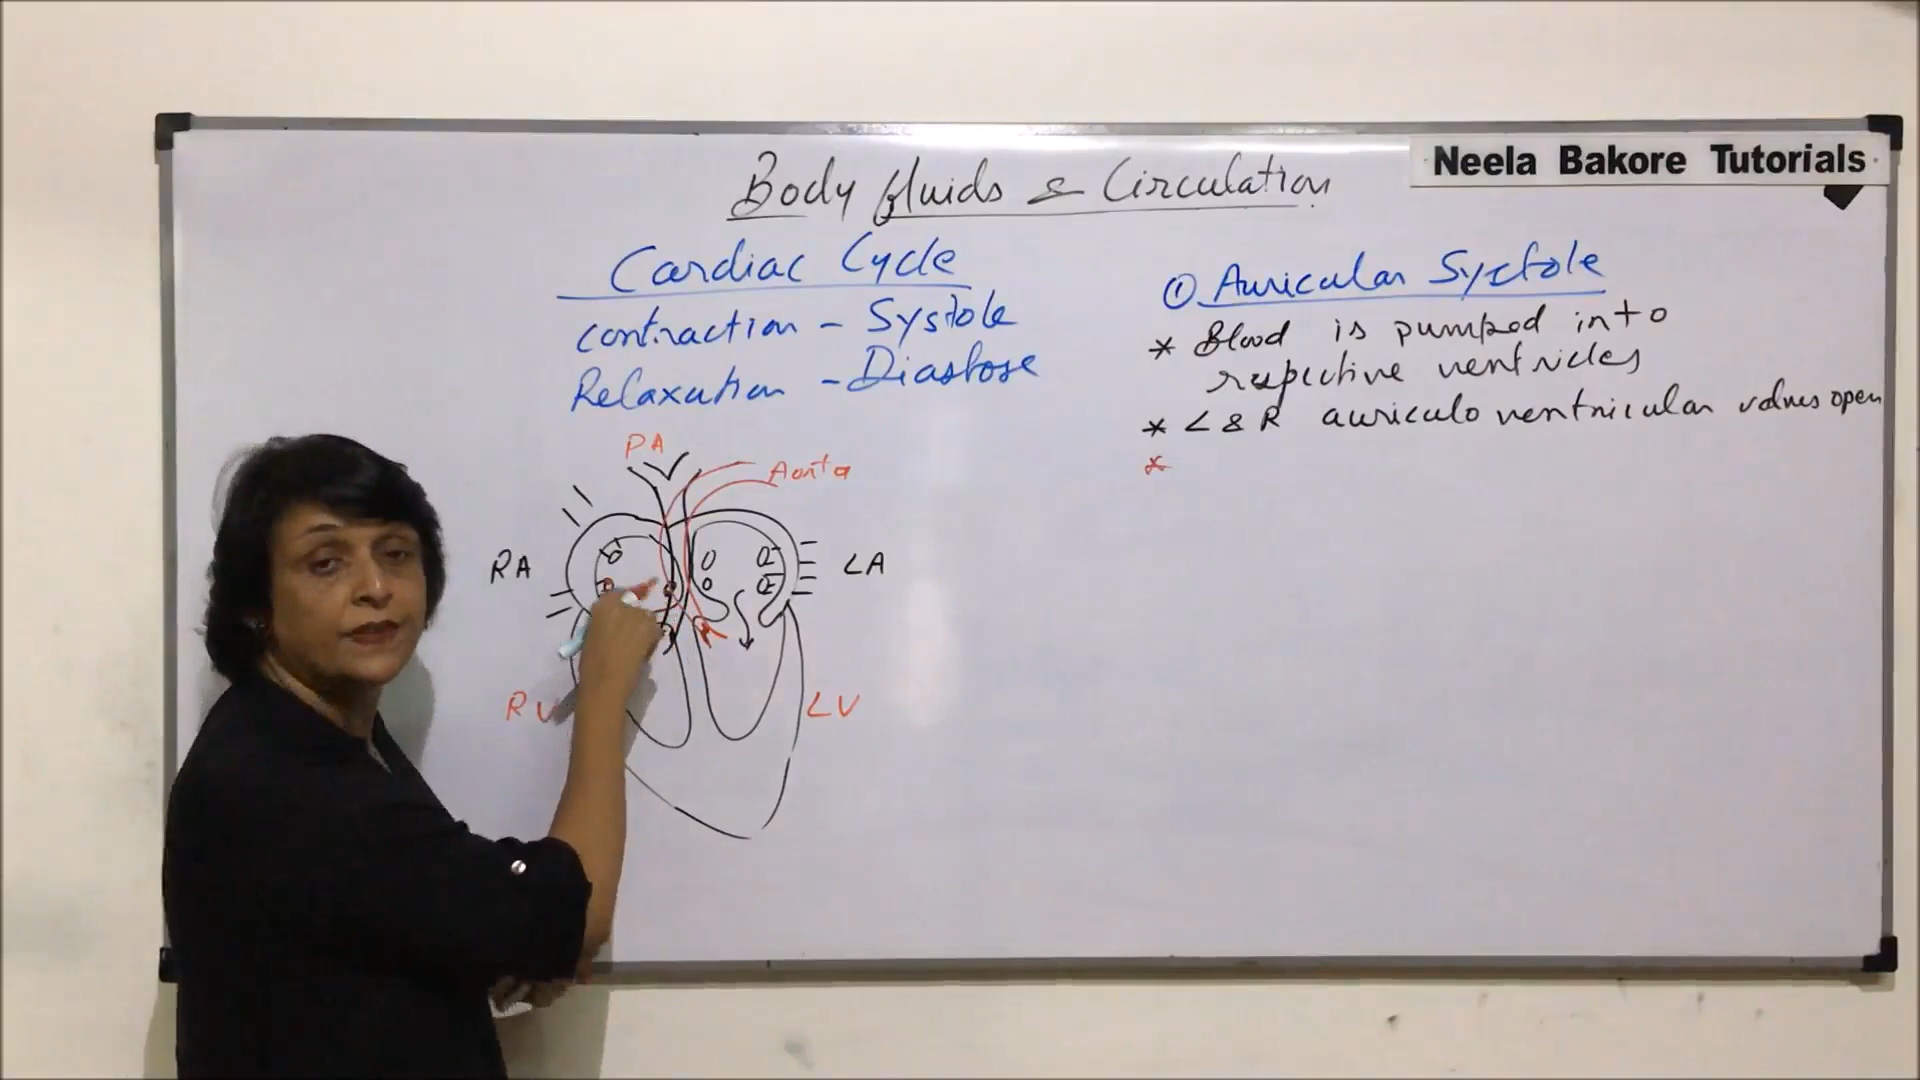 Neela Bakore Tutorials
Body fluids & Circulation
Cardiac Cycle
contraction - Systole
Relaxation - Diastose
PA
Aorta
RA
LA
RV
LV
① Auricular Systole
* Blood is pumped into
respective ventricles
* L & R auriculo ventricular valves open
*